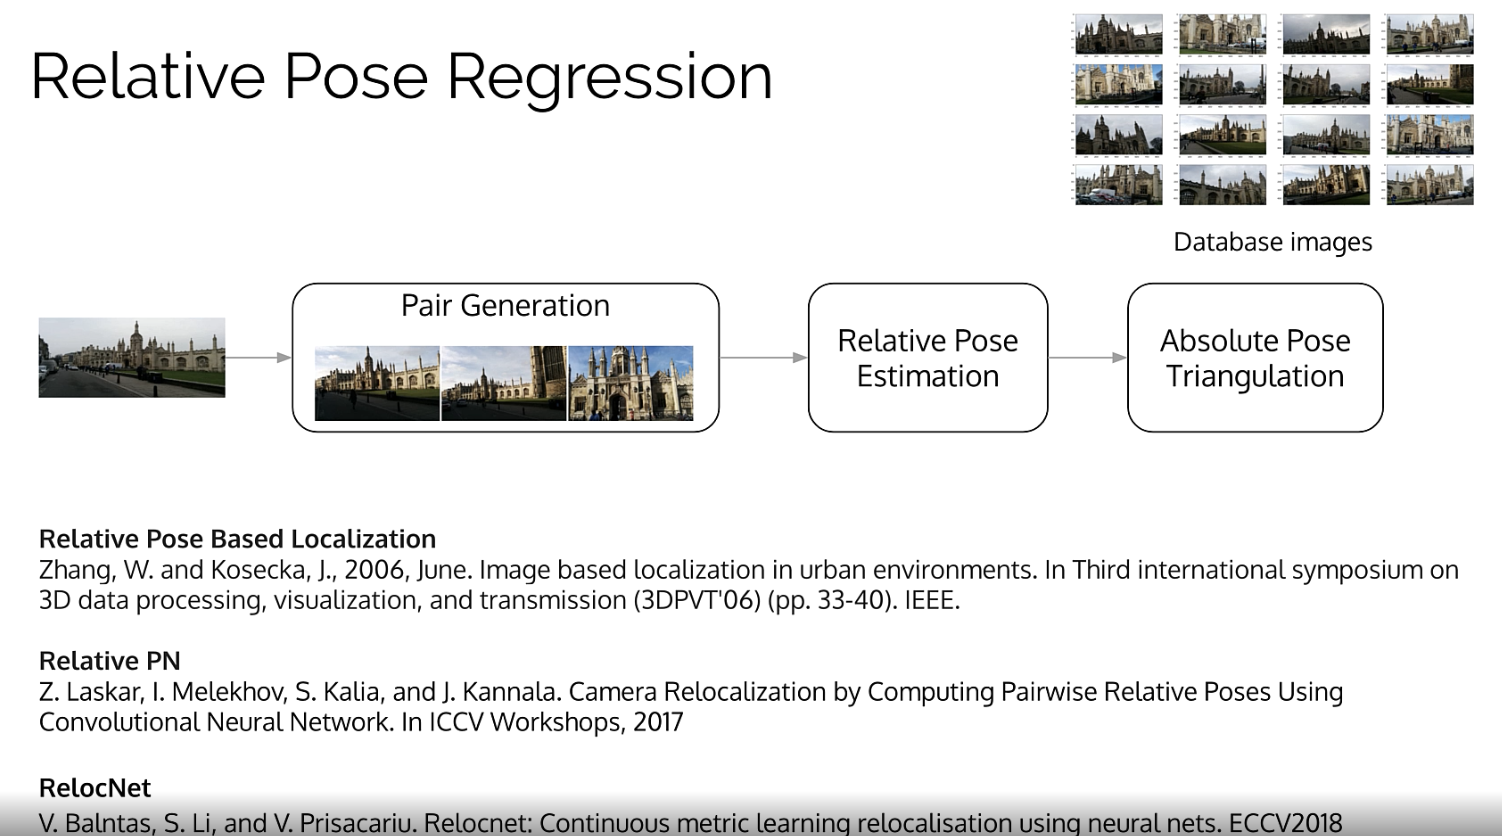 Relative Pose Regression
Database images
Pair Generation
Relative Pose
Estimation
Absolute Pose
Triangulation
Relative Pose Based Localization
Zhang, W. and Kosecka, J., 2006, June. Image based localization in urban environments. In Third international symposium on
3D data processing, visualization, and transmission (3DPVT'06) (pp. 33-40). IEEE.
Relative PN
Z. Laskar, I. Melekhov, S. Kalia, and J. Kannala. Camera Relocalization by Computing Pairwise Relative Poses Using
Convolutional Neural Network. In ICCV Workshops, 2017
RelocNet
V. Balntas, S. Li, and V. Prisacariu. Relocnet: Continuous metric learning relocalisation using neural nets. ECCV2018